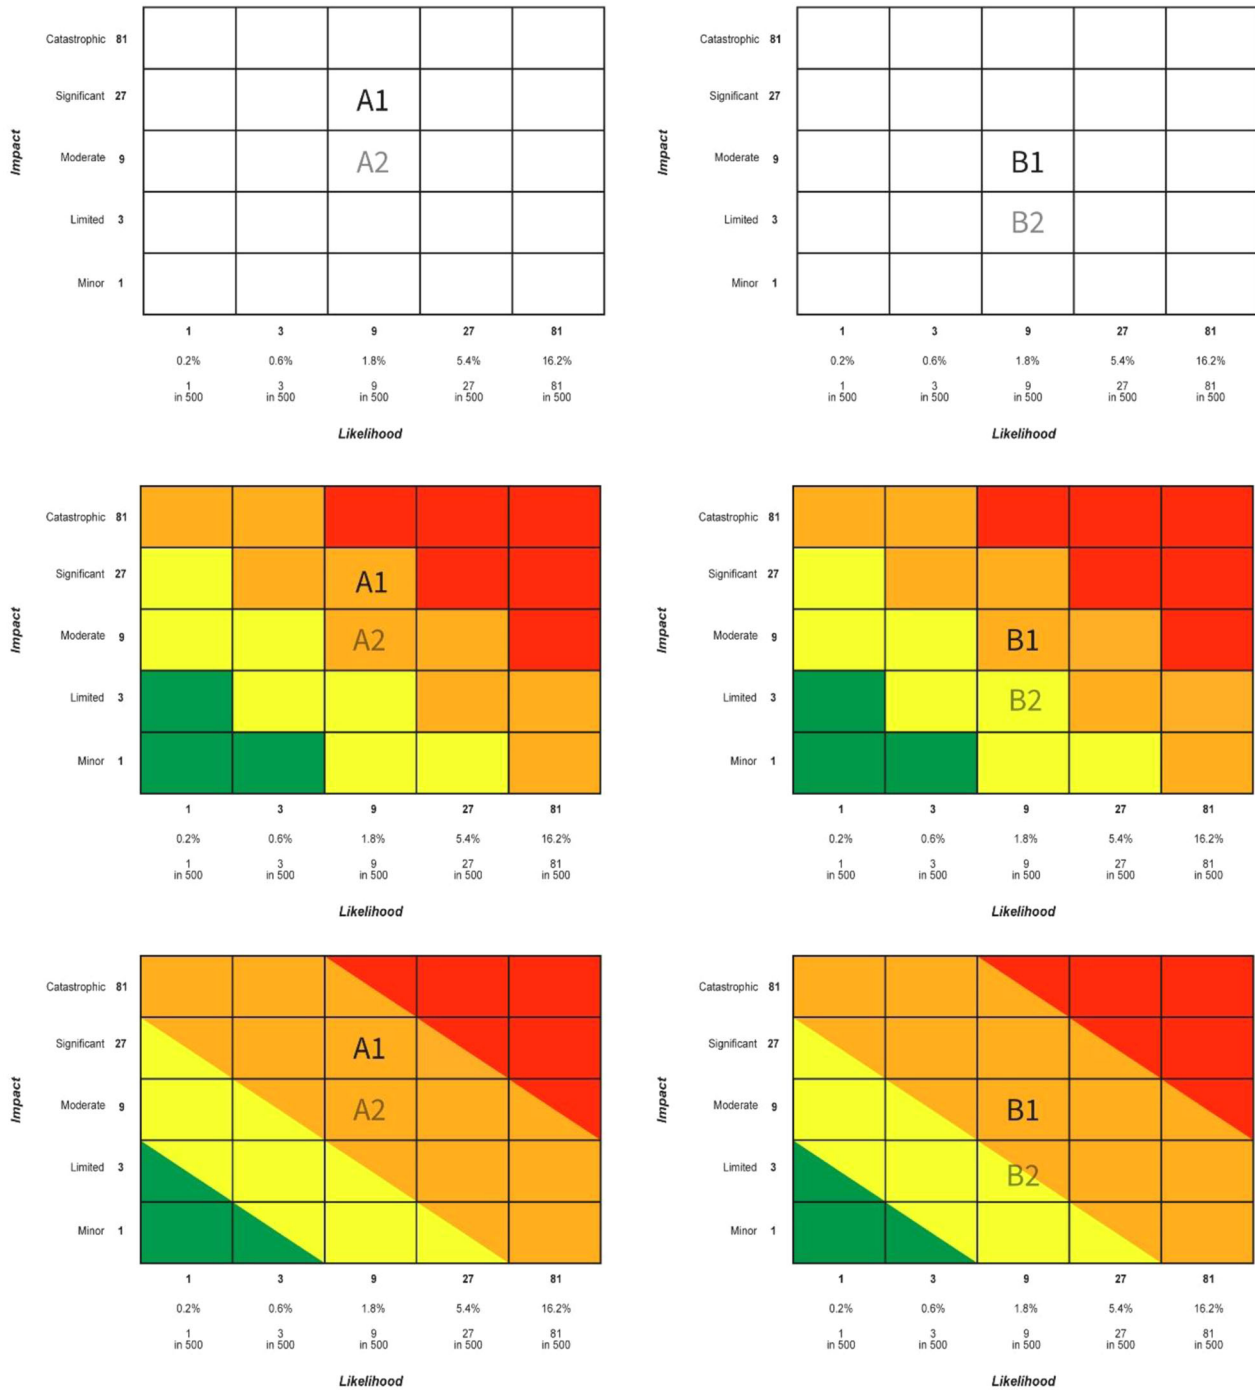 Catastrophic 81
Significant 27
A1
Impact
Moderate 9
A2
Limited 3
Minor 1
1 3 9 27 81
0.2% 0.6% 1.8% 5.4% 16.2%
1 3 9 27 81
in 500 in 500 in 500 in 500 in 500
Likelihood
Catastrophic 81
Significant 27
Impact
Moderate 9
B1
Limited 3
B2
Minor 1
1 3 9 27 81
0.2% 0.6% 1.8% 5.4% 16.2%
1 3 9 27 81
in 500 in 500 in 500 in 500 in 500
Likelihood
Catastrophic 81
Significant 27
A1
Impact
Moderate 9
A2
Limited 3
Minor 1
1 3 9 27 81
0.2% 0.6% 1.8% 5.4% 16.2%
1 3 9 27 81
in 500 in 500 in 500 in 500 in 500
Likelihood
Catastrophic 81
Significant 27
Impact
Moderate 9
B1
Limited 3
B2
Minor 1
1 3 9 27 81
0.2% 0.6% 1.8% 5.4% 16.2%
1 3 9 27 81
in 500 in 500 in 500 in 500 in 500
Likelihood
Catastrophic 81
Significant 27
A1
Impact
Moderate 9
A2
Limited 3
Minor 1
1 3 9 27 81
0.2% 0.6% 1.8% 5.4% 16.2%
1 3 9 27 81
in 500 in 500 in 500 in 500 in 500
Likelihood
Catastrophic 81
Significant 27
Impact
Moderate 9
B1
Limited 3
B2
Minor 1
1 3 9 27 81
0.2% 0.6% 1.8% 5.4% 16.2%
1 3 9 27 81
in 500 in 500 in 500 in 500 in 500
Likelihood